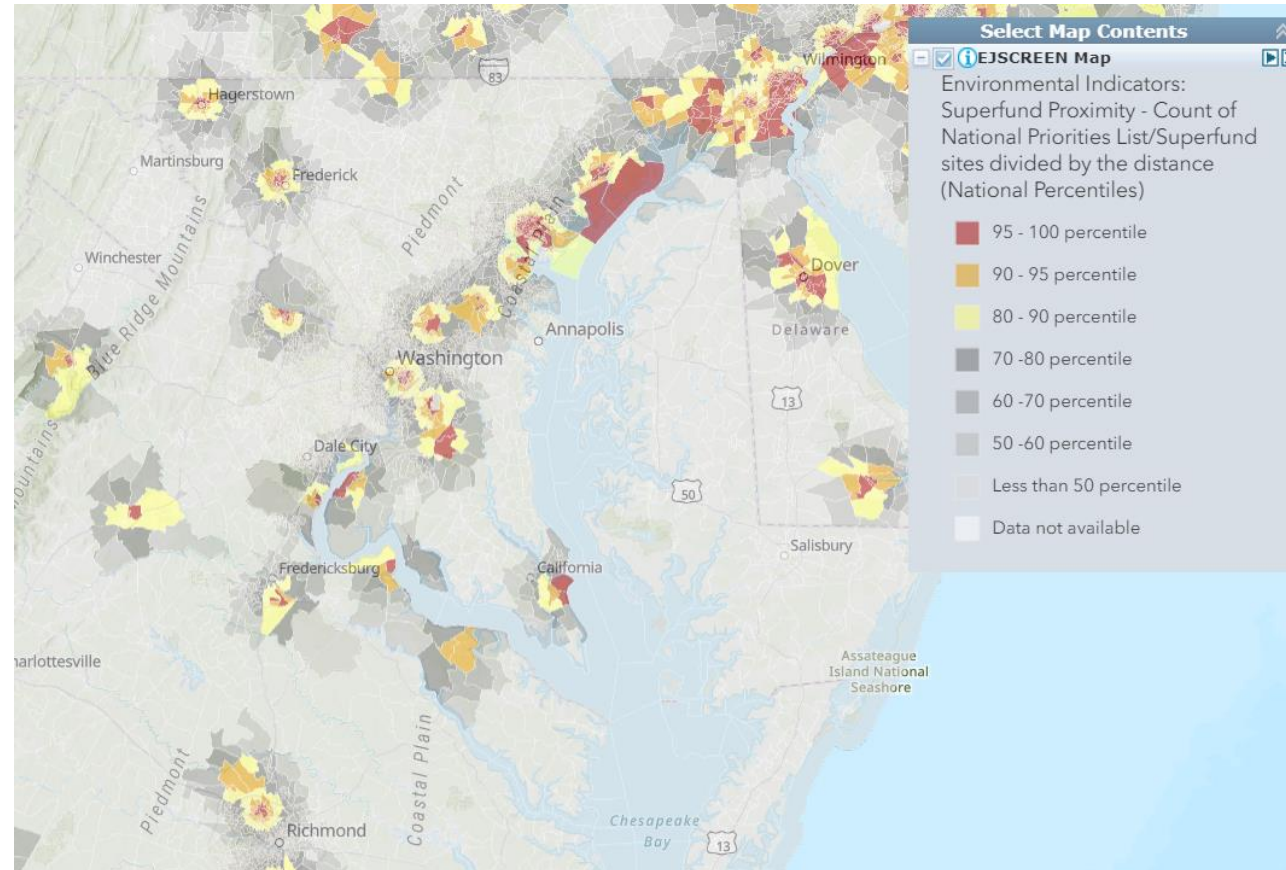 Select Map Contents
EJSCREEN Map
Environmental Indicators:
Superfund Proximity - Count of
National Priorities List/Superfund
sites divided by the distance
(National Percentiles)
95 - 100 percentile
90 - 95 percentile
80 - 90 percentile
70 -80 percentile
60 -70 percentile
50 -60 percentile
Less than 50 percentile
Data not available
Wilmington
83
Hagerstown
Martinsburg
Frederick
Piedmont
Winchester
Blue Ridge Mountains
Coastal Plain
Dover
Annapolis
Delaware
Washington
13
Dale City
ountains
50
Salisbury
Fredericksburg
California
harlottesville
Assateague
Island National
Seashore
Piedmont
Coastal Plain
Richmond
Chesapeake
Bay
13